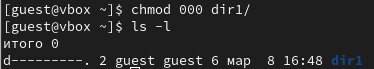 [guest@vbox ~]$ chmod 000 dir1/
[guest@vbox ~]$ ls -l
итого 0
d---------. 2 guest guest 6 мар  8 16:48 dir1